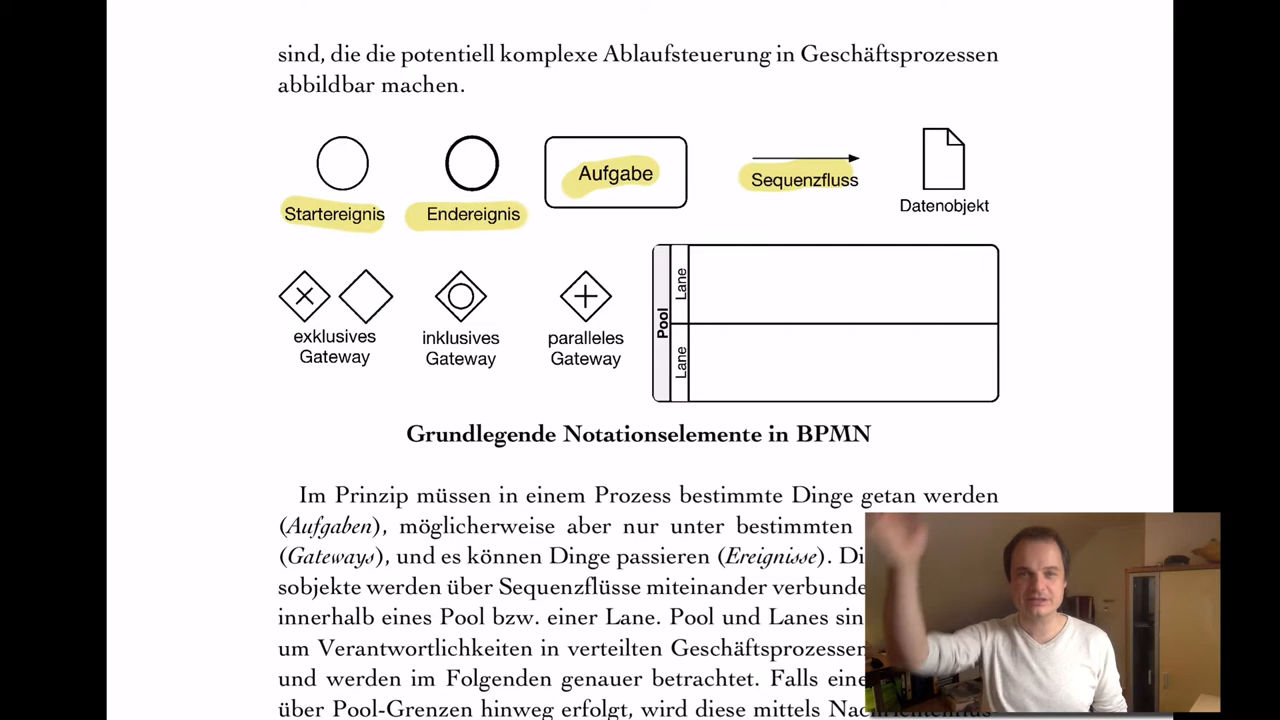 sind, die die potentiell komplexe Ablaufsteuerung in Geschäftsprozessen
abbildbar machen.
Startereignis
Endereignis
Aufgabe
Sequenzfluss
Datenobjekt
exklusives
Gateway
inklusives
Gateway
paralleles
Gateway
Pool
Lane
Lane
Grundlegende Notationselemente in BPMN
Im Prinzip müssen in einem Prozess bestimmte Dinge getan werden
(Aufgaben), möglicherweise aber nur unter bestimmten
(Gateways), und es können Dinge passieren (Ereignisse). Di
sobjekte werden über Sequenzflüsse miteinander verbunde
innerhalb eines Pool bzw. einer Lane. Pool und Lanes sin
um Verantwortlichkeiten in verteilten Geschäftsprozessen
und werden im Folgenden genauer betrachtet. Falls eine
über Pool-Grenzen hinweg erfolgt, wird diese mittels